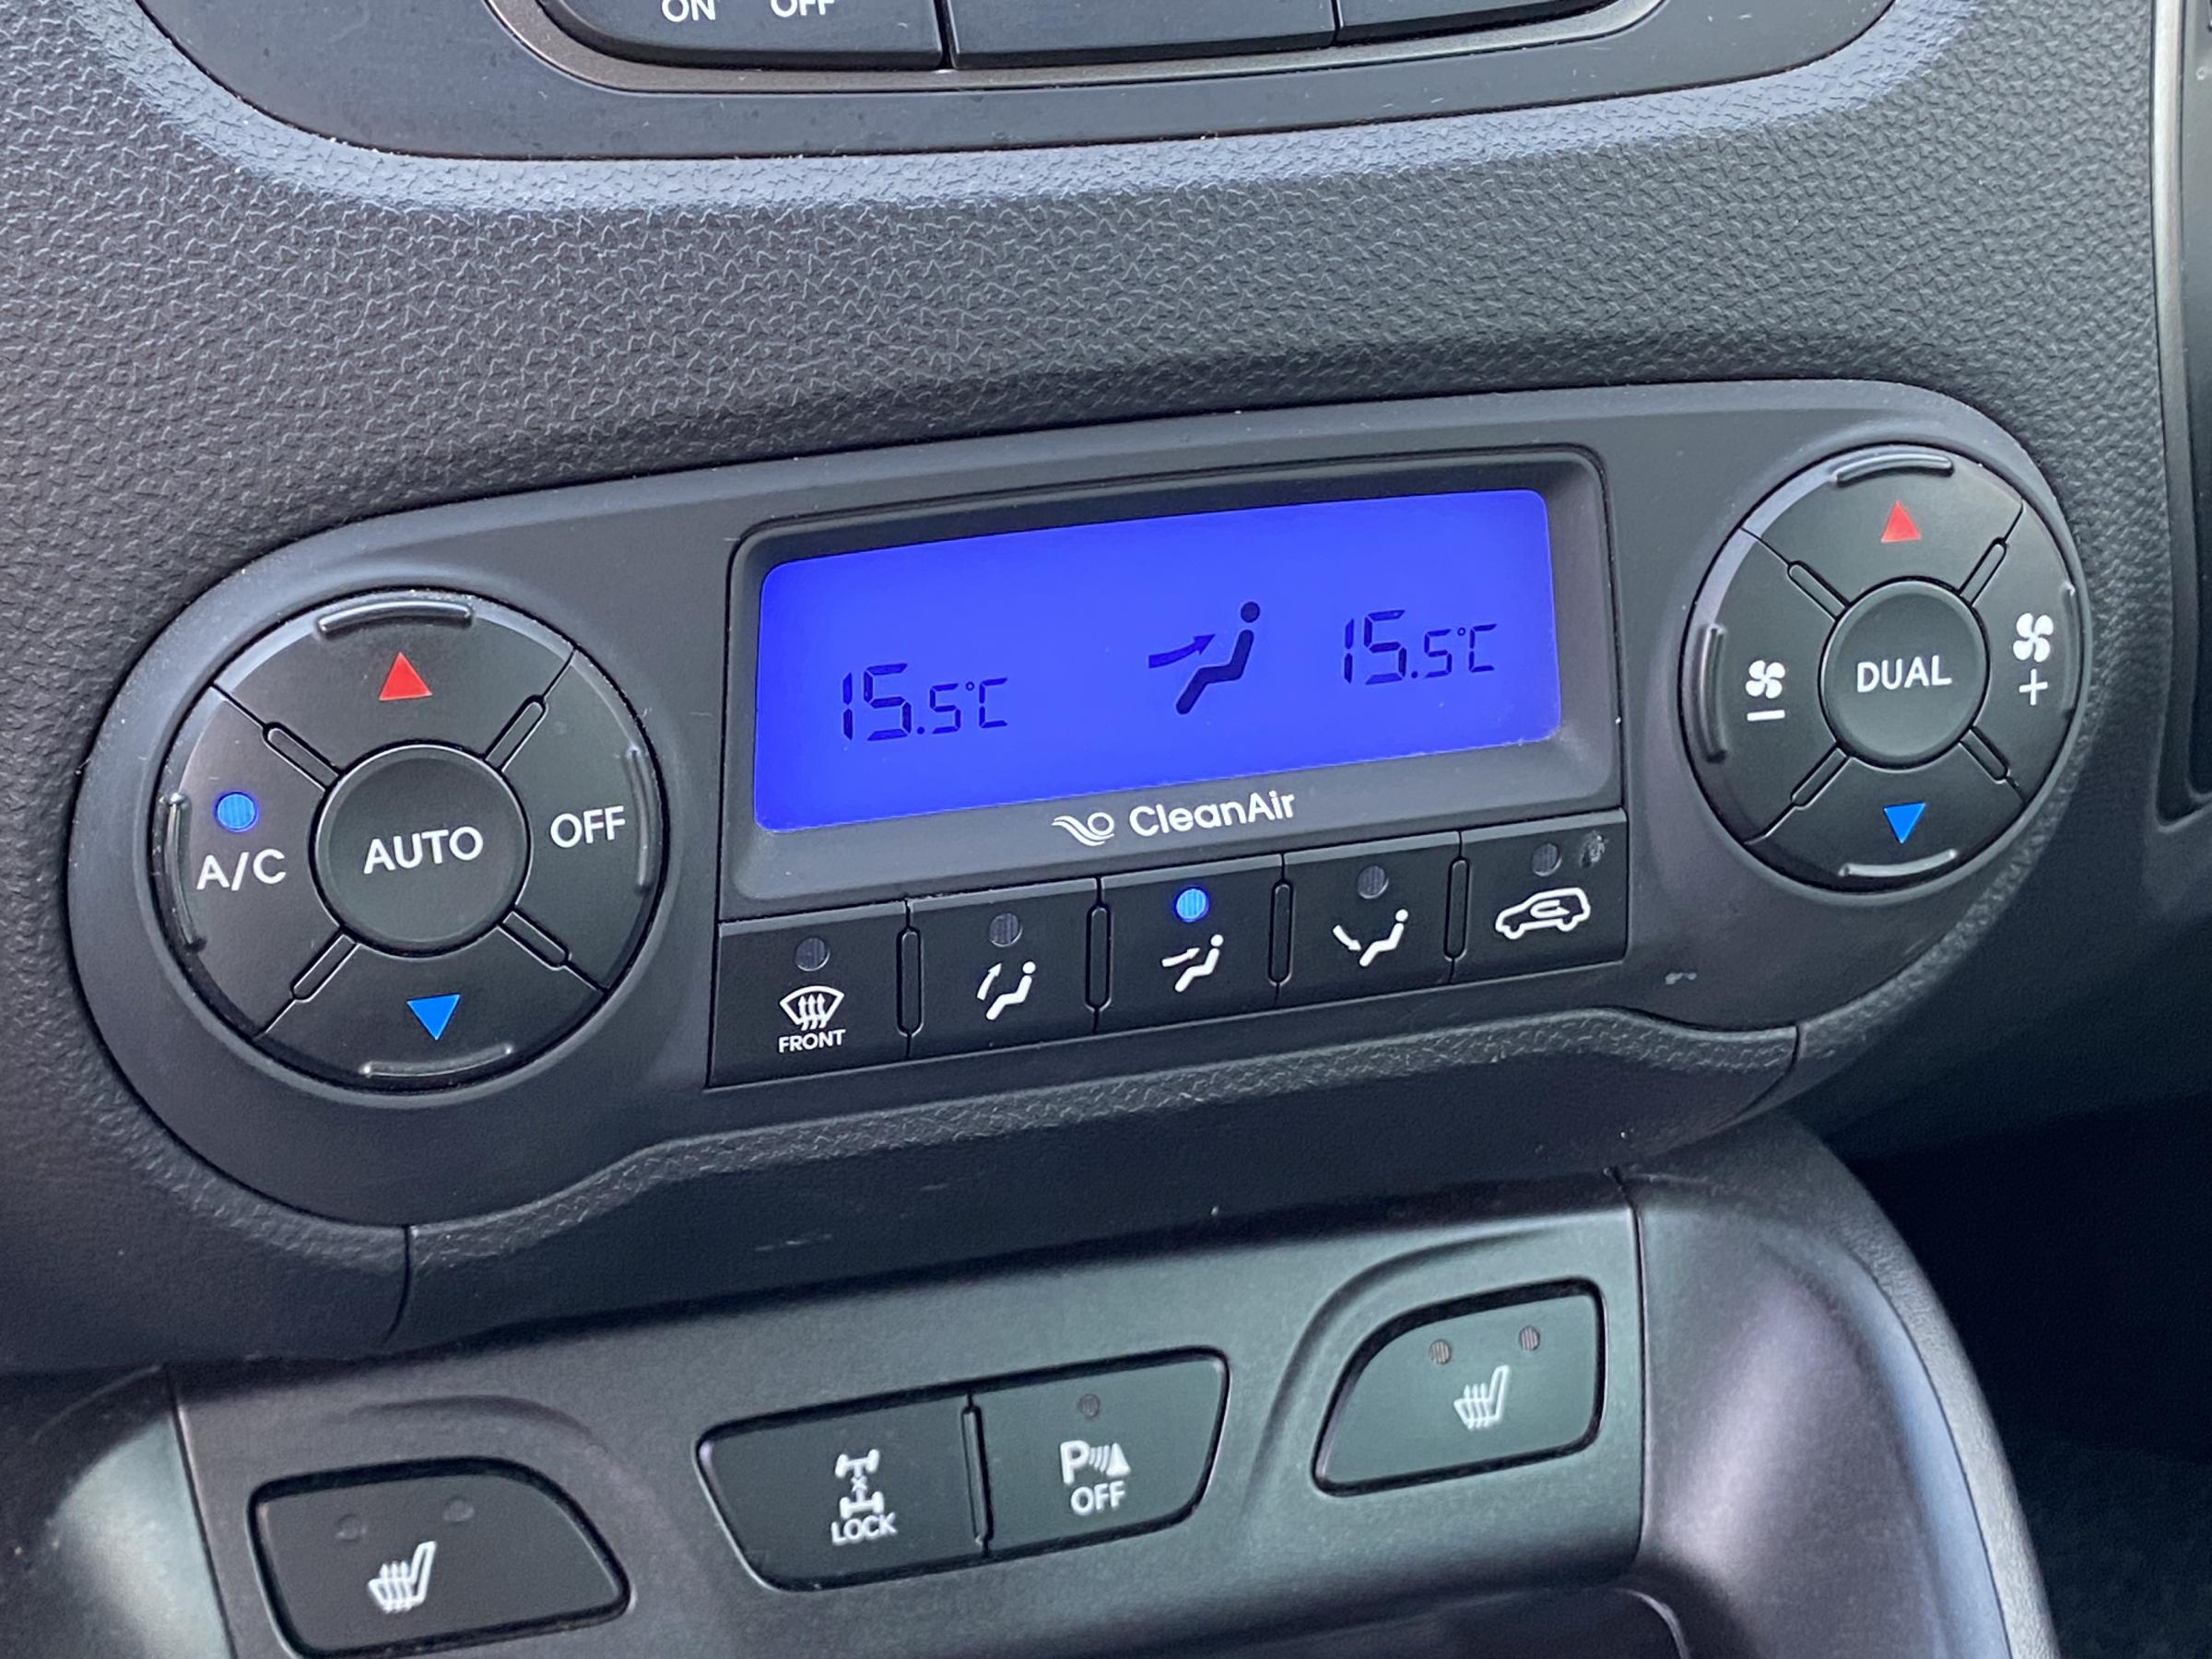 ON OFF
15.5°C 15.5°C
CleanAir
A/C AUTO OFF
DUAL
− +
FRONT
LOCK
P
OFF